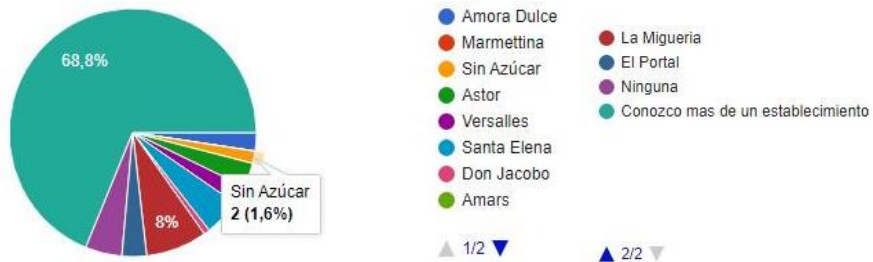 68,8%
Sin Azúcar
2 (1,6%)
8%
Amora Dulce
Marmettina
Sin Azúcar
Astor
Versalles
Santa Elena
Don Jacobo
Amars
1/2
La Migueria
El Portal
Ninguna
Conozco mas de un establecimiento
2/2